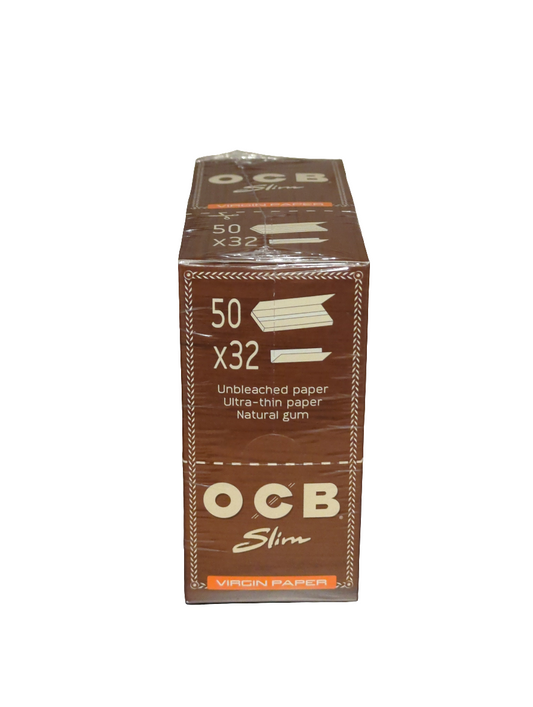 OCB
Slim
VIRGIN PAPER
50
x32
50
x32
Unbleached paper
Ultra-thin paper
Natural gum
OCB
Slim
VIRGIN PAPER